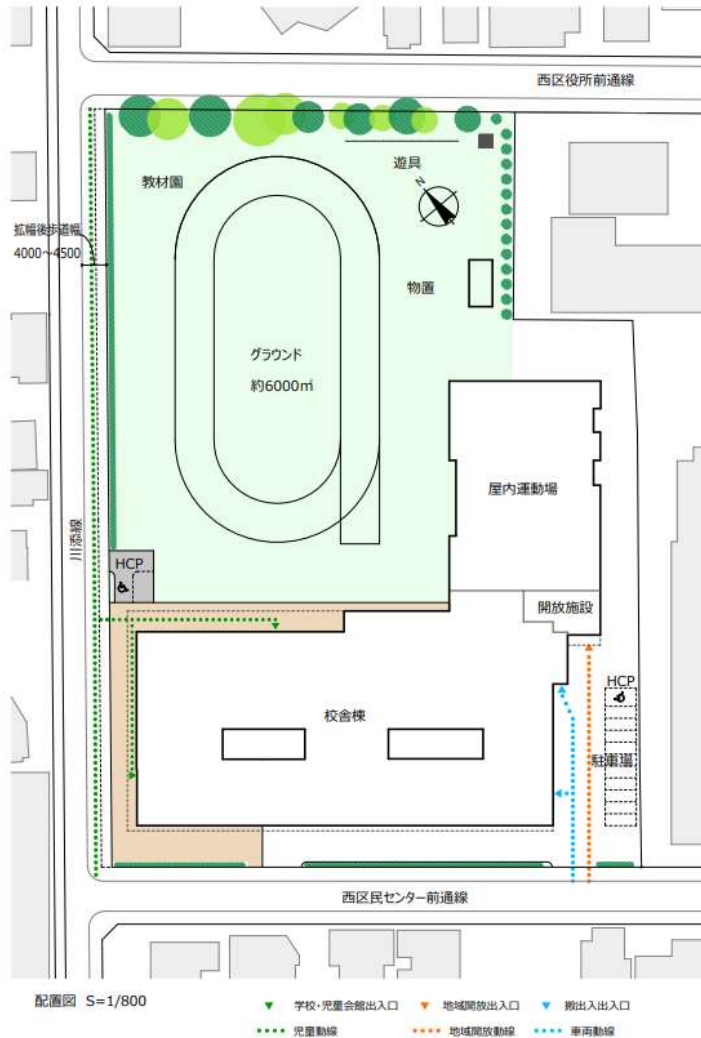 西区役所前通線
教材園
遊具
N
拡幅後歩道幅
4000～4500
物置
グラウンド
約6000㎡
屋内運動場
川添線
HCP
開放施設
HCP
校舎棟
駐車場
西区民センター前通線
配置図 S=1/800
学校・児童会館出入口
地域開放出入口
搬出入出入口
児童動線
地域開放動線
車両動線